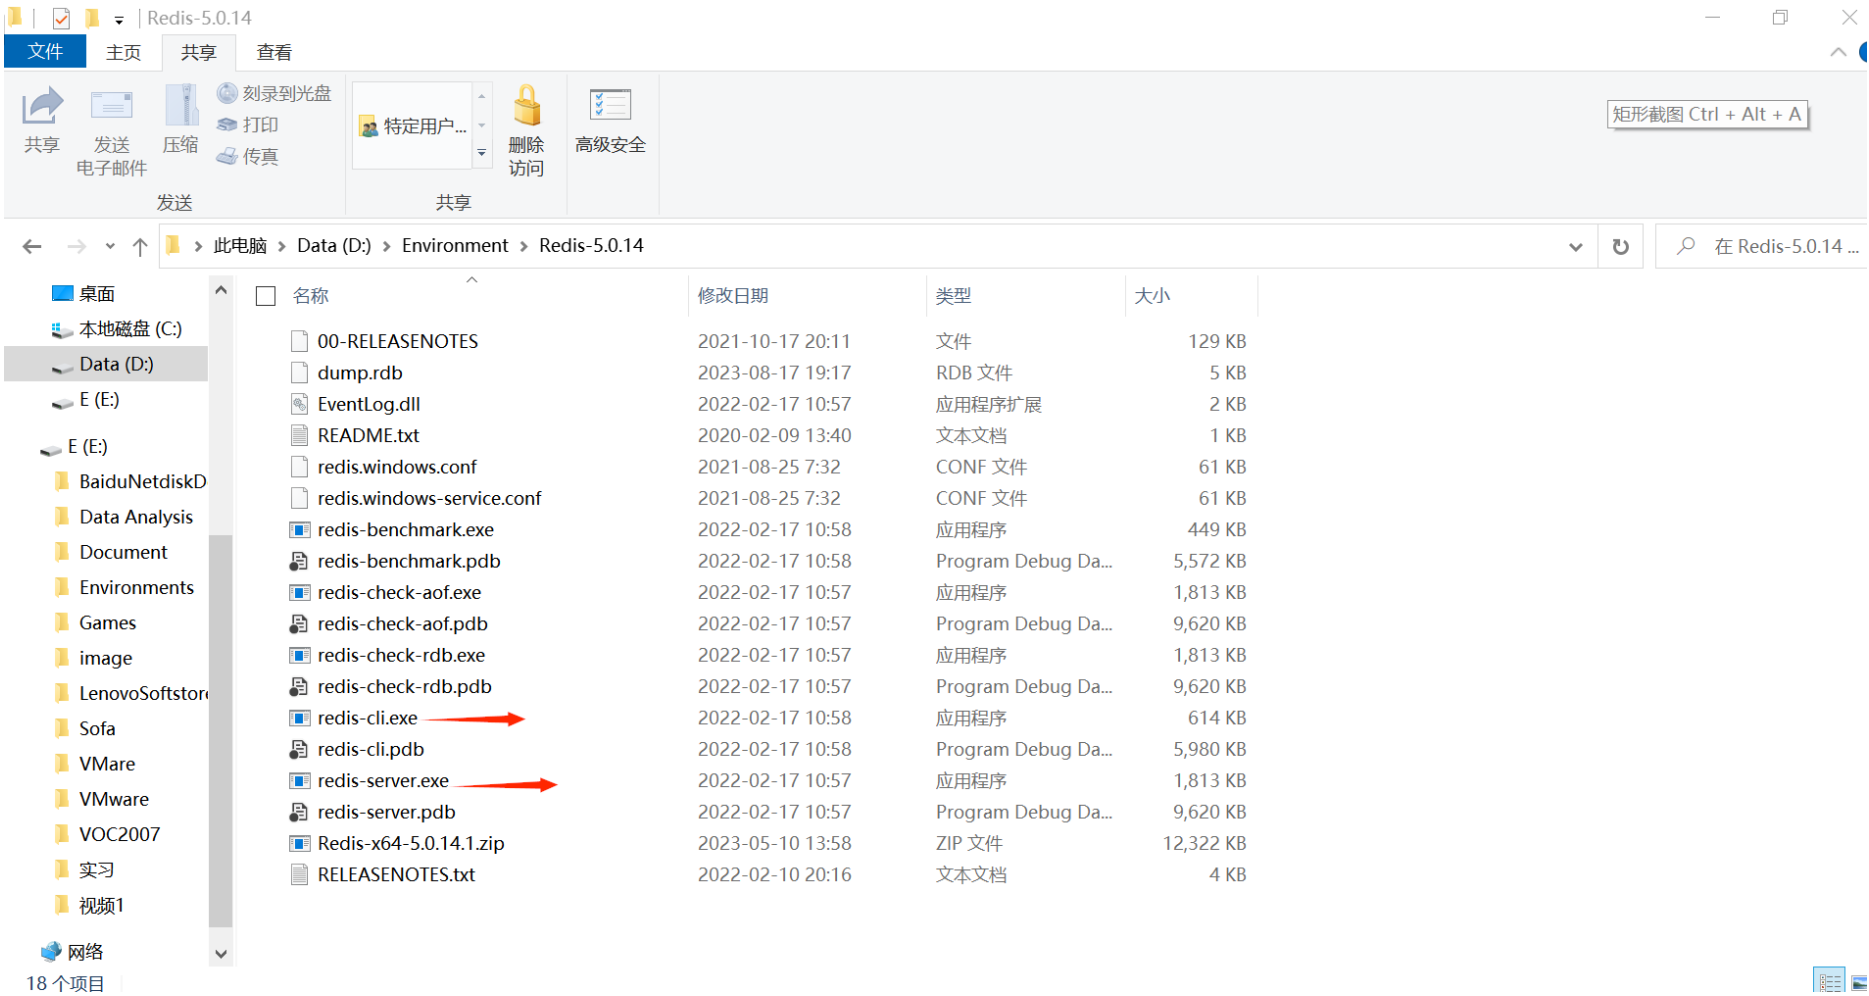 Redis-5.0.14
文件 主页 共享 查看
共享
发送
电子邮件
压缩
刻录到光盘
打印
传真
发送
特定用户...
删除
访问
共享
高级安全
矩形截图 Ctrl + Alt + A
此电脑 > Data (D:) > Environment > Redis-5.0.14
在 Redis-5.0.14 ...
桌面
本地磁盘 (C:)
Data (D:)
E (E:)
E (E:)
BaiduNetdiskD
Data Analysis
Document
Environments
Games
image
LenovoSoftstore
Sofa
VMare
VMware
VOC2007
实习
视频1
网络
名称 修改日期 类型 大小
00-RELEASENOTES 2021-10-17 20:11 文件 129 KB
dump.rdb 2023-08-17 19:17 RDB 文件 5 KB
EventLog.dll 2022-02-17 10:57 应用程序扩展 2 KB
README.txt 2020-02-09 13:40 文本文档 1 KB
redis.windows.conf 2021-08-25 7:32 CONF 文件 61 KB
redis.windows-service.conf 2021-08-25 7:32 CONF 文件 61 KB
redis-benchmark.exe 2022-02-17 10:58 应用程序 449 KB
redis-benchmark.pdb 2022-02-17 10:58 Program Debug Da... 5,572 KB
redis-check-aof.exe 2022-02-17 10:57 应用程序 1,813 KB
redis-check-aof.pdb 2022-02-17 10:57 Program Debug Da... 9,620 KB
redis-check-rdb.exe 2022-02-17 10:57 应用程序 1,813 KB
redis-check-rdb.pdb 2022-02-17 10:57 Program Debug Da... 9,620 KB
redis-cli.exe 2022-02-17 10:58 应用程序 614 KB
redis-cli.pdb 2022-02-17 10:58 Program Debug Da... 5,980 KB
redis-server.exe 2022-02-17 10:57 应用程序 1,813 KB
redis-server.pdb 2022-02-17 10:57 Program Debug Da... 9,620 KB
Redis-x64-5.0.14.1.zip 2023-05-10 13:58 ZIP 文件 12,322 KB
RELEASENOTES.txt 2022-02-10 20:16 文本文档 4 KB
18 个项目